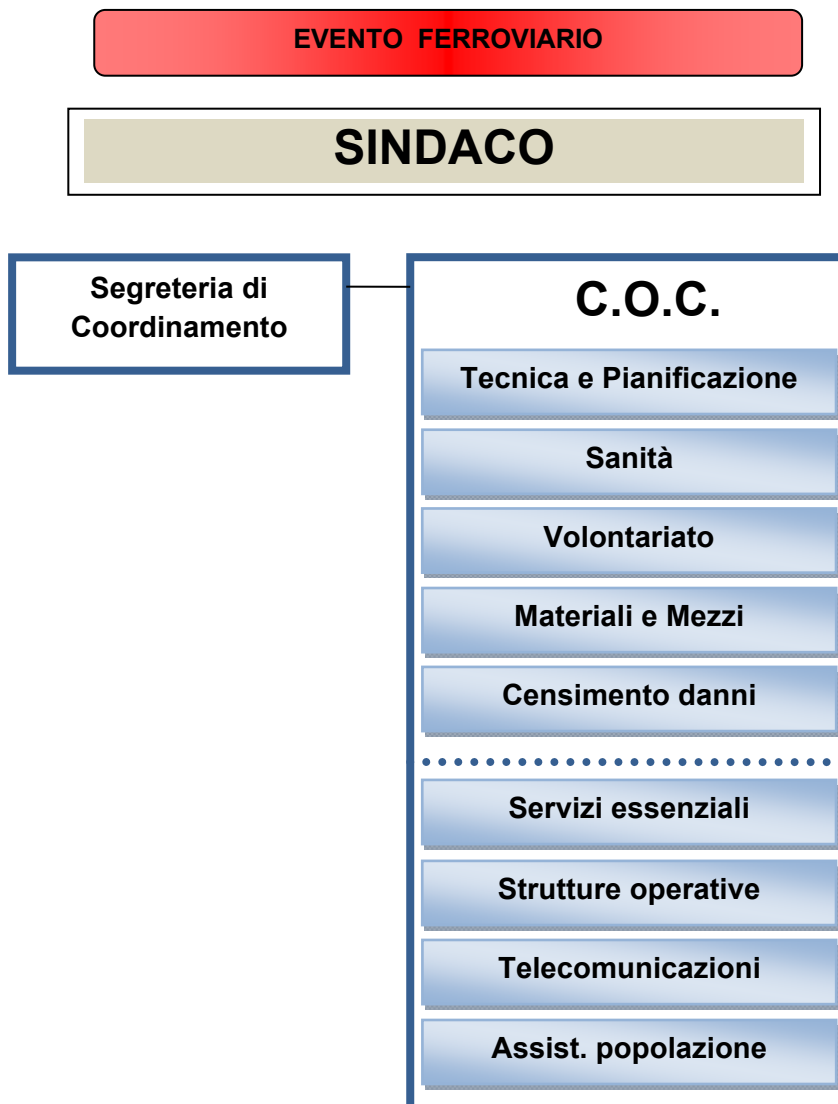 EVENTO FERROVIARIO
SINDACO
Segreteria di
Coordinamento
C.O.C.
Tecnica e Pianificazione
Sanità
Volontariato
Materiali e Mezzi
Censimento danni
Servizi essenziali
Strutture operative
Telecomunicazioni
Assist. popolazione